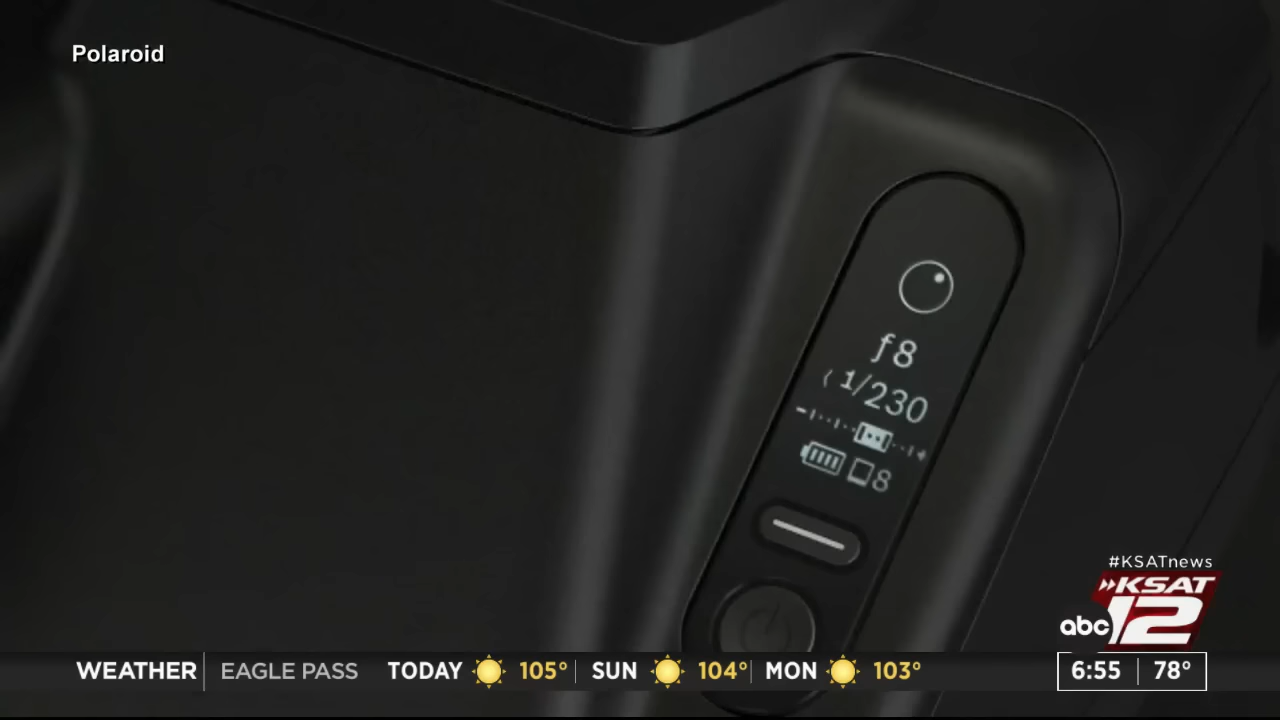 Polaroid
ƒ8
1/230
8
#KSATnews
KSAT
abc 12
WEATHER EAGLE PASS TODAY 105° SUN 104° MON 103°
6:55 78°